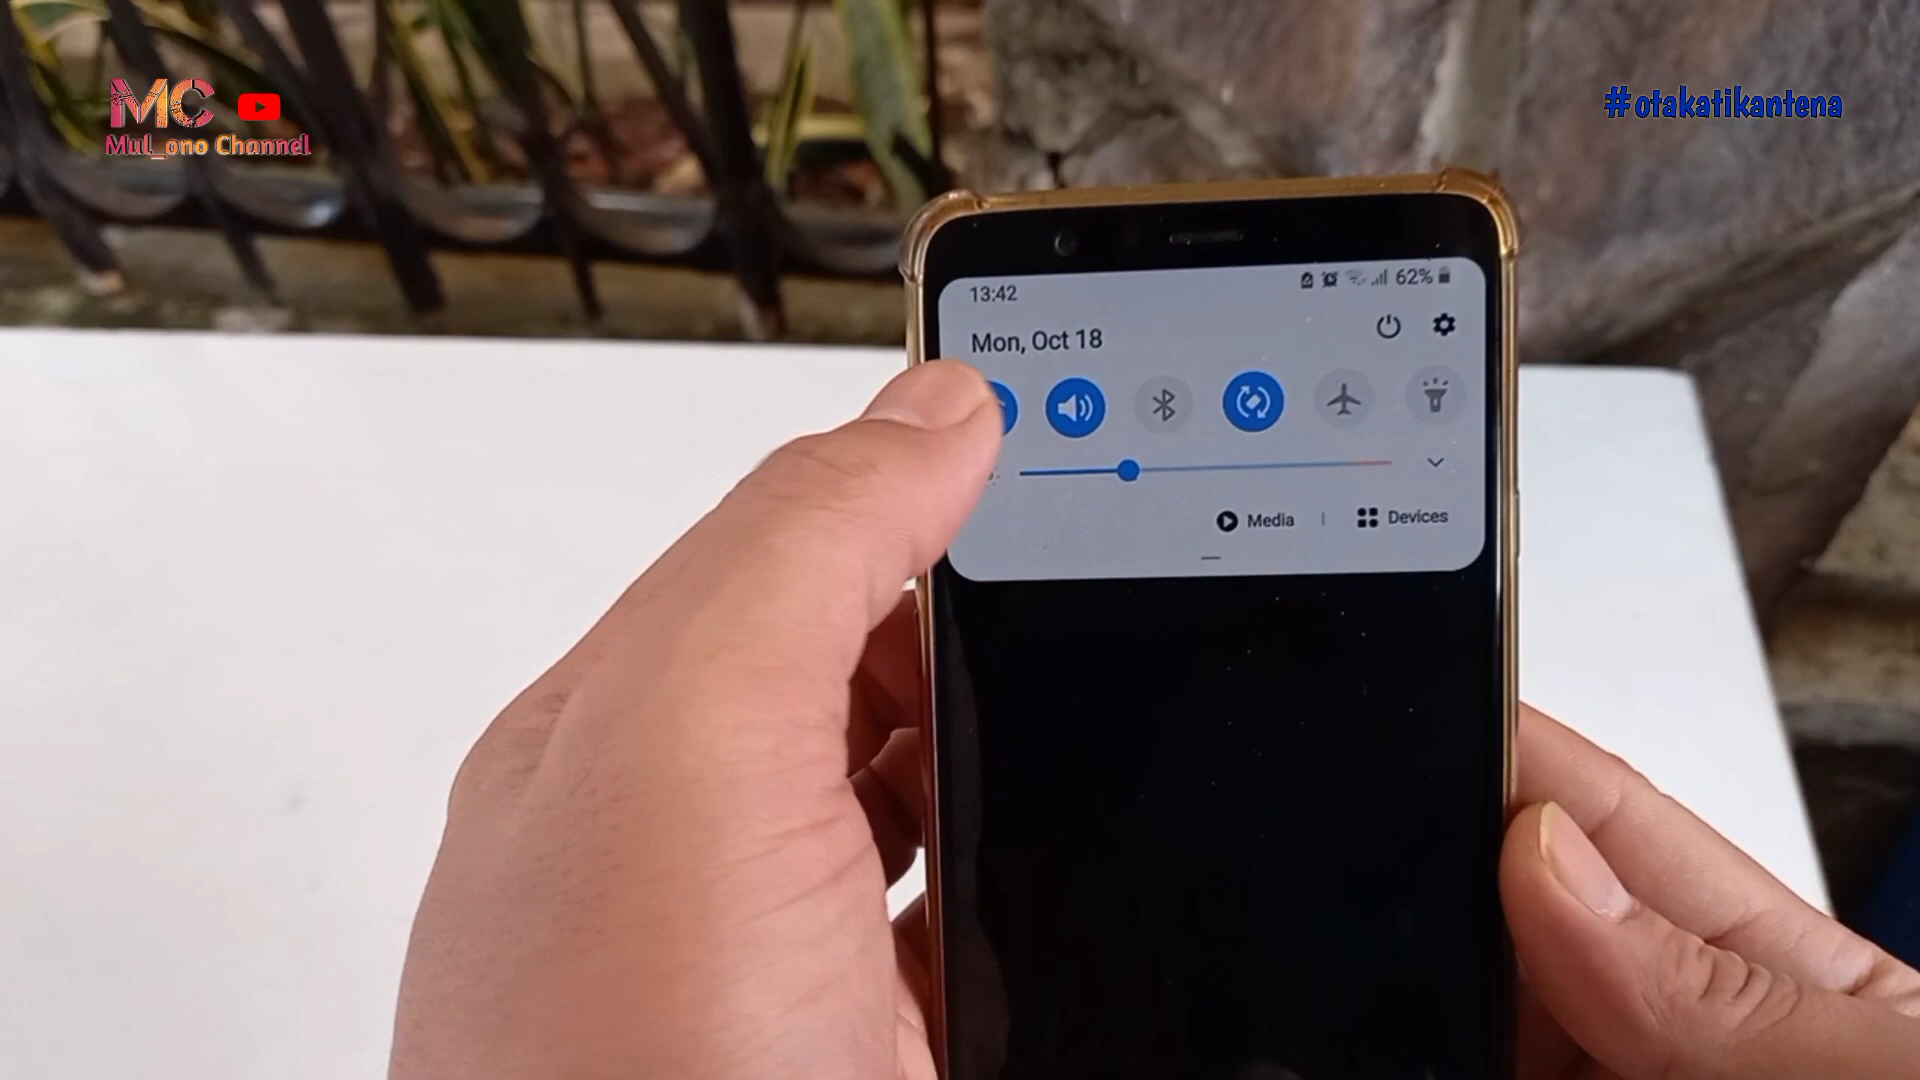 MC
Mul_ono Channel
#otakatikantena
13:42
62%
Mon, Oct 18
Media | Devices